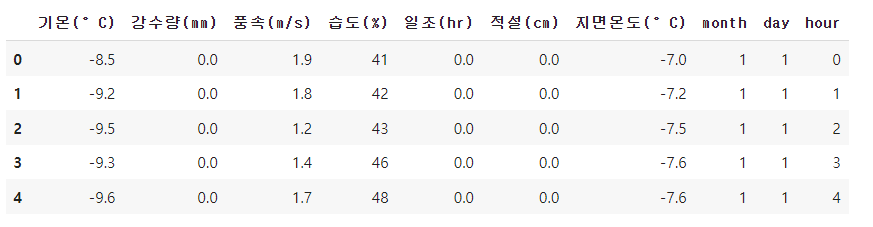 기온(° C) 강수량(mm) 풍속(m/s) 습도(%) 일조(hr) 적설(cm) 지면온도(° C) month day hour
0 -8.5 0.0 1.9 41 0.0 0.0 -7.0 1 1 0
1 -9.2 0.0 1.8 42 0.0 0.0 -7.2 1 1 1
2 -9.5 0.0 1.2 43 0.0 0.0 -7.5 1 1 2
3 -9.3 0.0 1.4 46 0.0 0.0 -7.6 1 1 3
4 -9.6 0.0 1.7 48 0.0 0.0 -7.6 1 1 4